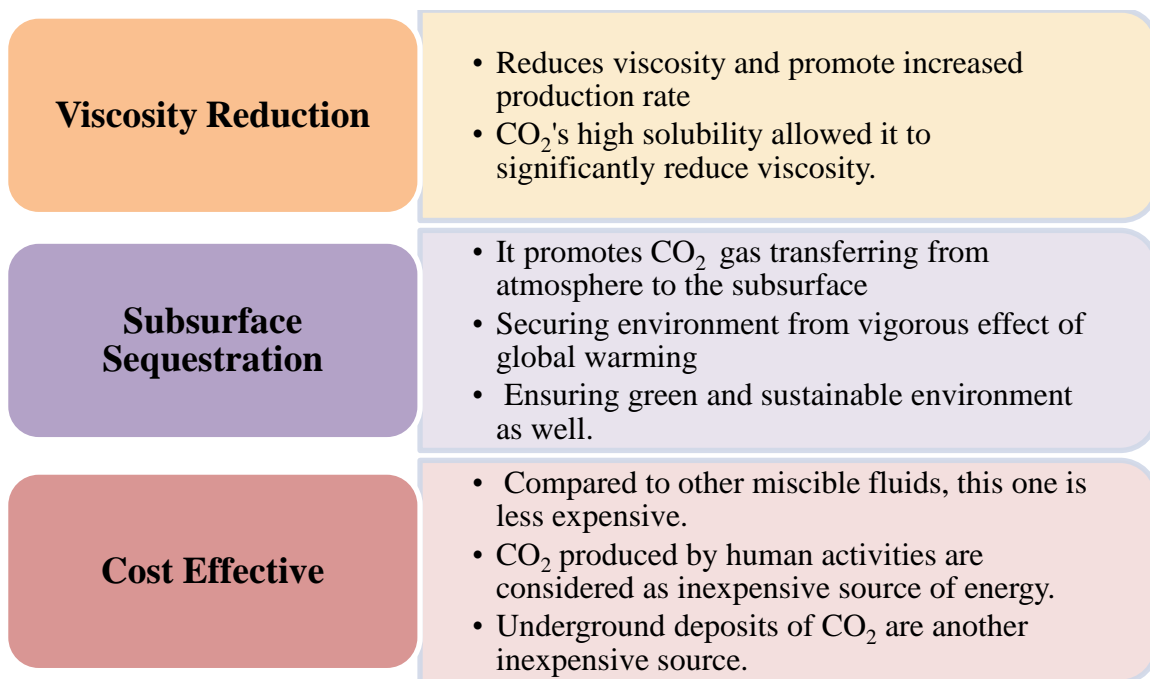 Viscosity Reduction
• Reduces viscosity and promote increased
production rate
• CO₂'s high solubility allowed it to
significantly reduce viscosity.
Subsurface
Sequestration
• It promotes CO₂ gas transferring from
atmosphere to the subsurface
• Securing environment from vigorous effect of
global warming
• Ensuring green and sustainable environment
as well.
Cost Effective
• Compared to other miscible fluids, this one is
less expensive.
• CO₂ produced by human activities are
considered as inexpensive source of energy.
• Underground deposits of CO₂ are another
inexpensive source.